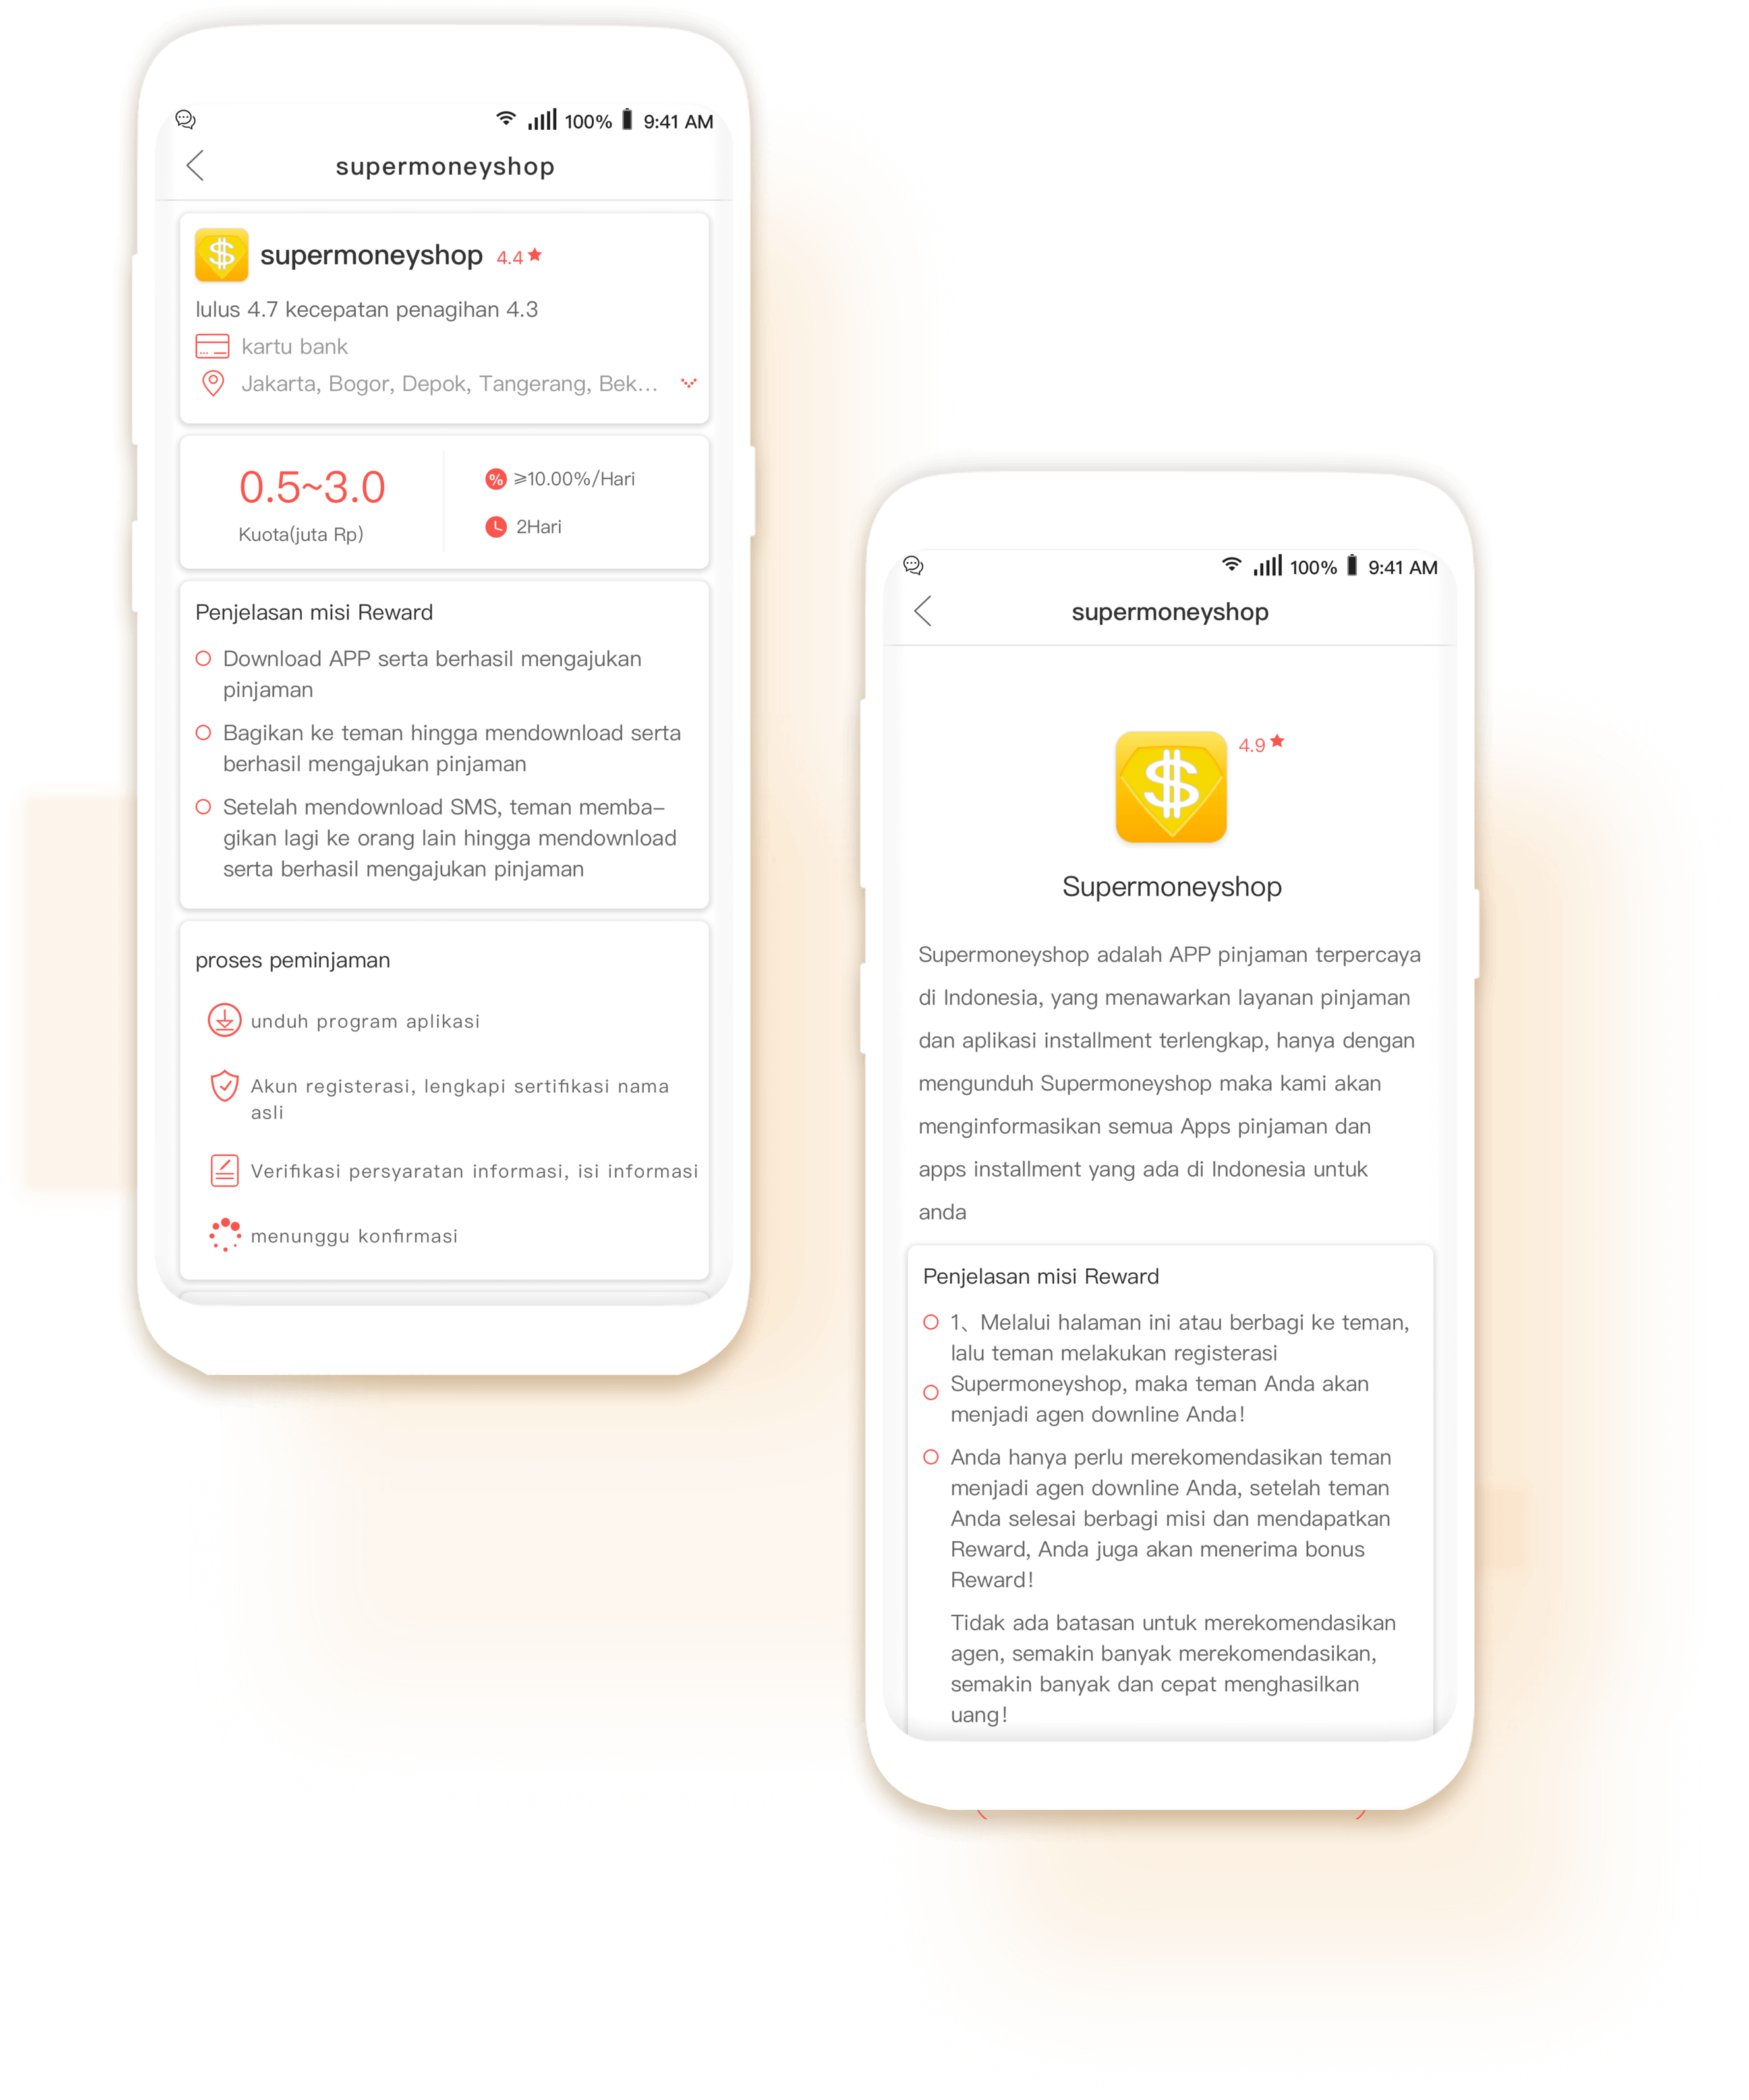 100% 9:41 AM
supermoneyshop
supermoneyshop 4.4
lulus 4.7 kecepatan penagihan 4.3
kartu bank
Jakarta, Bogor, Depok, Tangerang, Bek...
0.5~3.0
Kuota(juta Rp)
% ≥10.00%/Hari
2Hari
Penjelasan misi Reward
Download APP serta berhasil mengajukan
pinjaman
Bagikan ke teman hingga mendownload serta
berhasil mengajukan pinjaman
Setelah mendownload SMS, teman memba-
gikan lagi ke orang lain hingga mendownload
serta berhasil mengajukan pinjaman
proses peminjaman
unduh program aplikasi
Akun registerasi, lengkapi sertifikasi nama
asli
Verifikasi persyaratan informasi, isi informasi
menunggu konfirmasi
100% 9:41 AM
supermoneyshop
$ 4.9
Supermoneyshop
Supermoneyshop adalah APP pinjaman terpercaya
di Indonesia, yang menawarkan layanan pinjaman
dan aplikasi installment terlengkap, hanya dengan
mengunduh Supermoneyshop maka kami akan
menginformasikan semua Apps pinjaman dan
apps installment yang ada di Indonesia untuk
anda
Penjelasan misi Reward
1、Melalui halaman ini atau berbagi ke teman,
lalu teman melakukan registerasi
Supermoneyshop, maka teman Anda akan
menjadi agen downline Anda!
Anda hanya perlu merekomendasikan teman
menjadi agen downline Anda, setelah teman
Anda selesai berbagi misi dan mendapatkan
Reward, Anda juga akan menerima bonus
Reward!
Tidak ada batasan untuk merekomendasikan
agen, semakin banyak merekomendasikan,
semakin banyak dan cepat menghasilkan
uang!